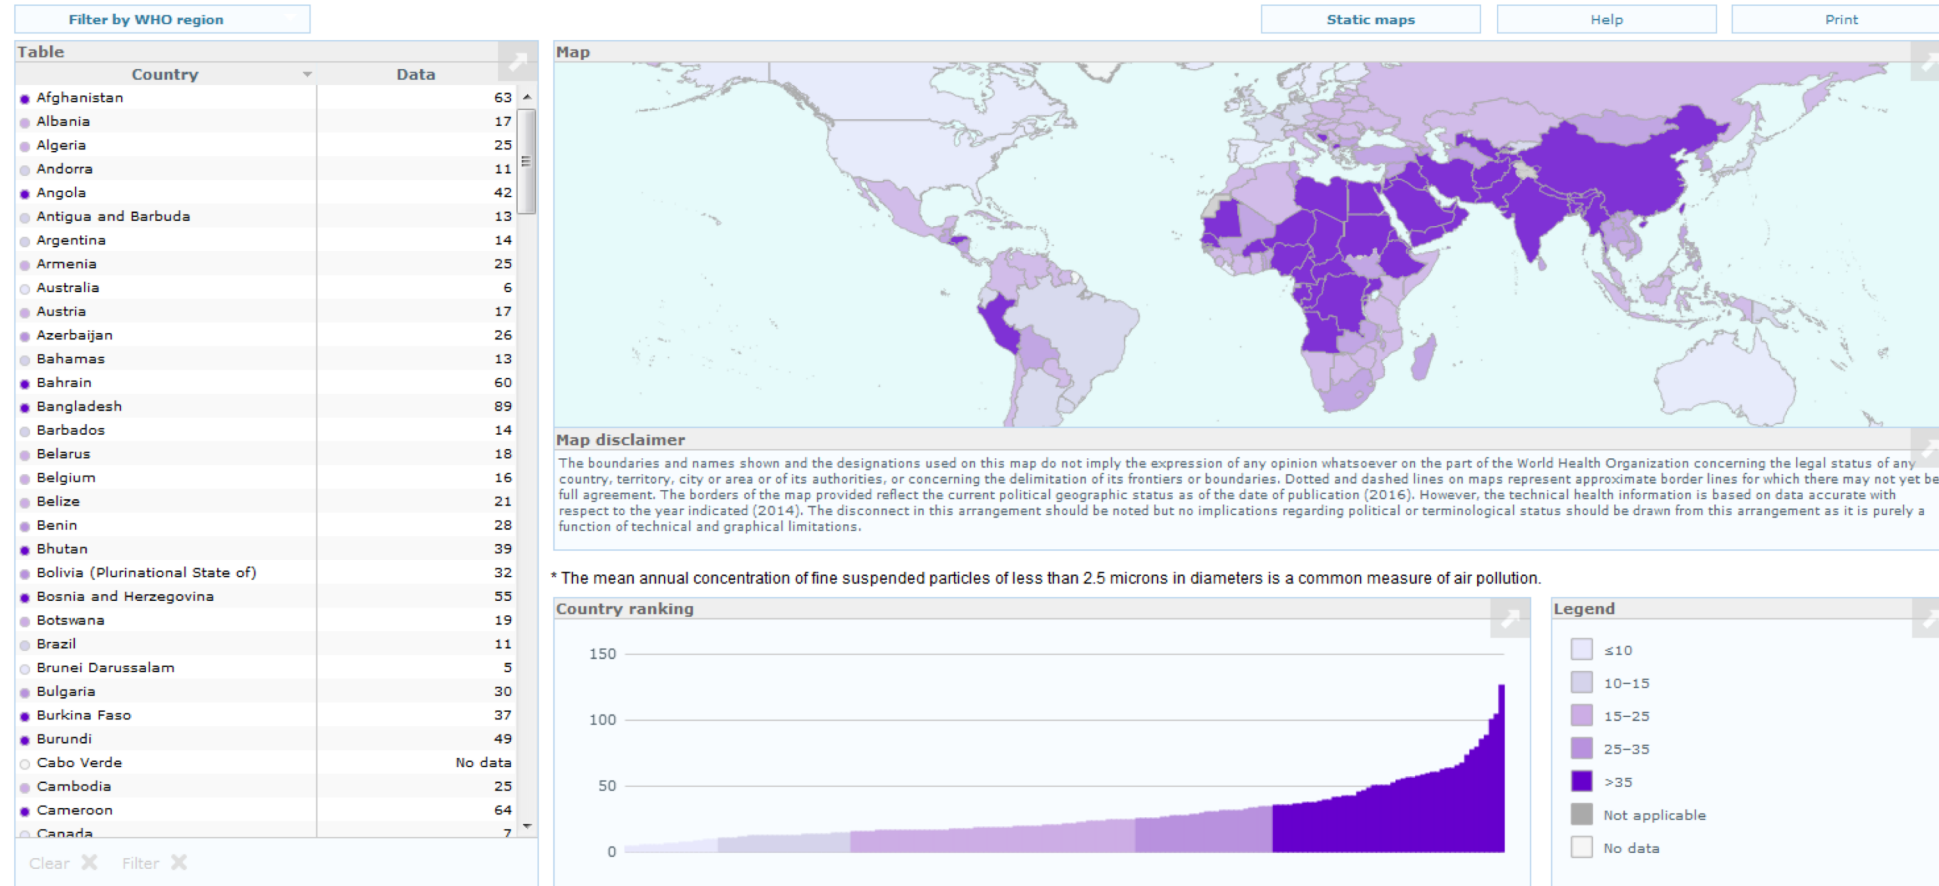 Filter by WHO region
Static maps
Help
Print
Table
Country Data
Afghanistan 63
Albania 17
Algeria 25
Andorra 11
Angola 42
Antigua and Barbuda 13
Argentina 14
Armenia 25
Australia 6
Austria 17
Azerbaijan 26
Bahamas 13
Bahrain 60
Bangladesh 89
Barbados 14
Belarus 18
Belgium 16
Belize 21
Benin 28
Bhutan 39
Bolivia (Plurinational State of) 32
Bosnia and Herzegovina 55
Botswana 19
Brazil 11
Brunei Darussalam 5
Bulgaria 30
Burkina Faso 37
Burundi 49
Cabo Verde No data
Cambodia 25
Cameroon 64
Canada 7
Clear Filter
Map
Map disclaimer
The boundaries and names shown and the designations used on this map do not imply the expression of any opinion whatsoever on the part of the World Health Organization concerning the legal status of any
country, territory, city or area or of its authorities, or concerning the delimitation of its frontiers or boundaries. Dotted and dashed lines on maps represent approximate border lines for which there may not yet be
full agreement. The borders of the map provided reflect the current political geographic status as of the date of publication (2016). However, the technical health information is based on data accurate with
respect to the year indicated (2014). The disconnect in this arrangement should be noted but no implications regarding political or terminological status should be drawn from this arrangement as it is purely a
function of technical and graphical limitations.
* The mean annual concentration of fine suspended particles of less than 2.5 microns in diameters is a common measure of air pollution.
Country ranking
150
100
50
0
Legend
≤10
10–15
15–25
25–35
>35
Not applicable
No data